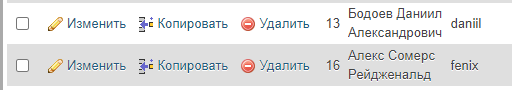 Изменить Копировать Удалить 13 Бодоев Даниил Александрович daniil
Изменить Копировать Удалить 16 Алекс Сомерс Рейдженальд fenix